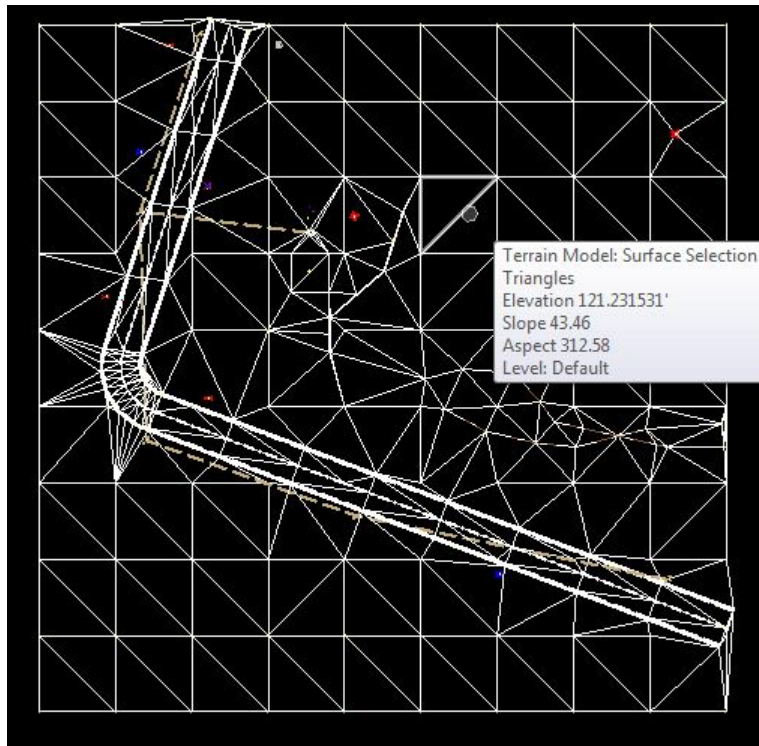 Terrain Model: Surface Selection
Triangles
Elevation 121.231531'
Slope 43.46
Aspect 312.58
Level: Default